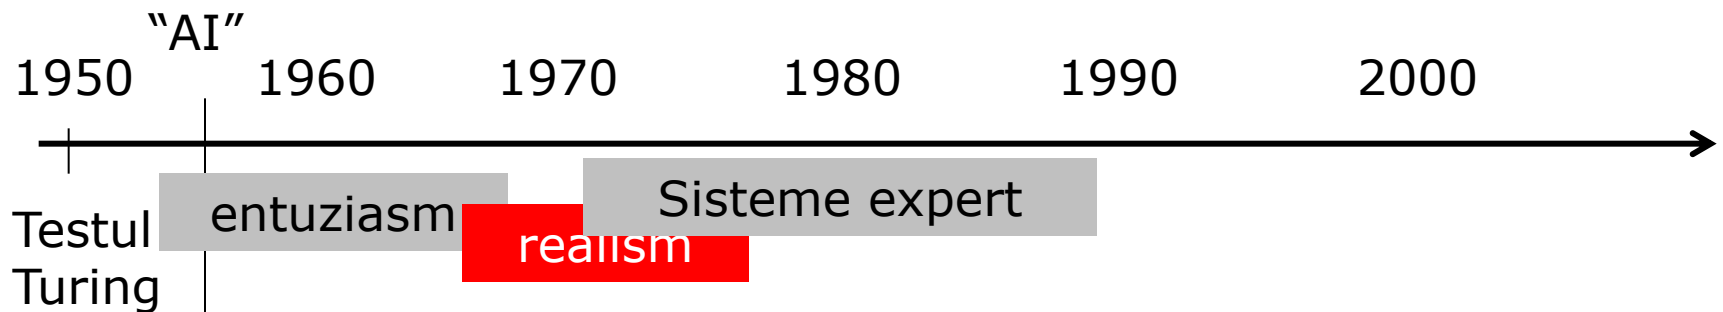 “AI”
1950 1960 1970 1980 1990 2000
entuziasm
Sisteme expert
realism
Testul
Turing